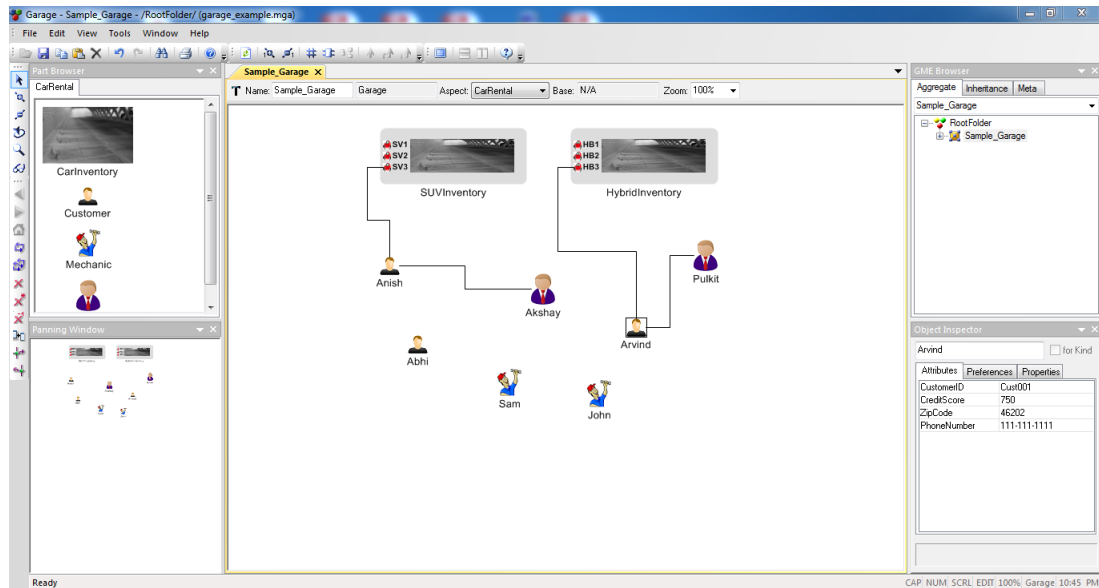 Garage - Sample_Garage - /RootFolder/ (garage_example.mga)
File Edit View Tools Window Help
Part Browser
CarRental
CarInventory
Customer
Mechanic
Panning Window
Sample_Garage
Name: Sample_Garage Garage Aspect: CarRental Base: N/A Zoom: 100%
SV1
SV2
SV3
SUVInventory
HB1
HB2
HB3
HybridInventory
Anish
Akshay
Pulkit
Arvind
Abhi
Sam
John
GME Browser
Aggregate Inheritance Meta
Sample_Garage
RootFolder
Sample_Garage
Object Inspector
Arvind for Kind
Attributes Preferences Properties
CustomerID Cust001
CreditScore 750
ZipCode 46202
PhoneNumber 111-111-1111
Ready CAP NUM SCRL EDIT 100% Garage 10:45 PM